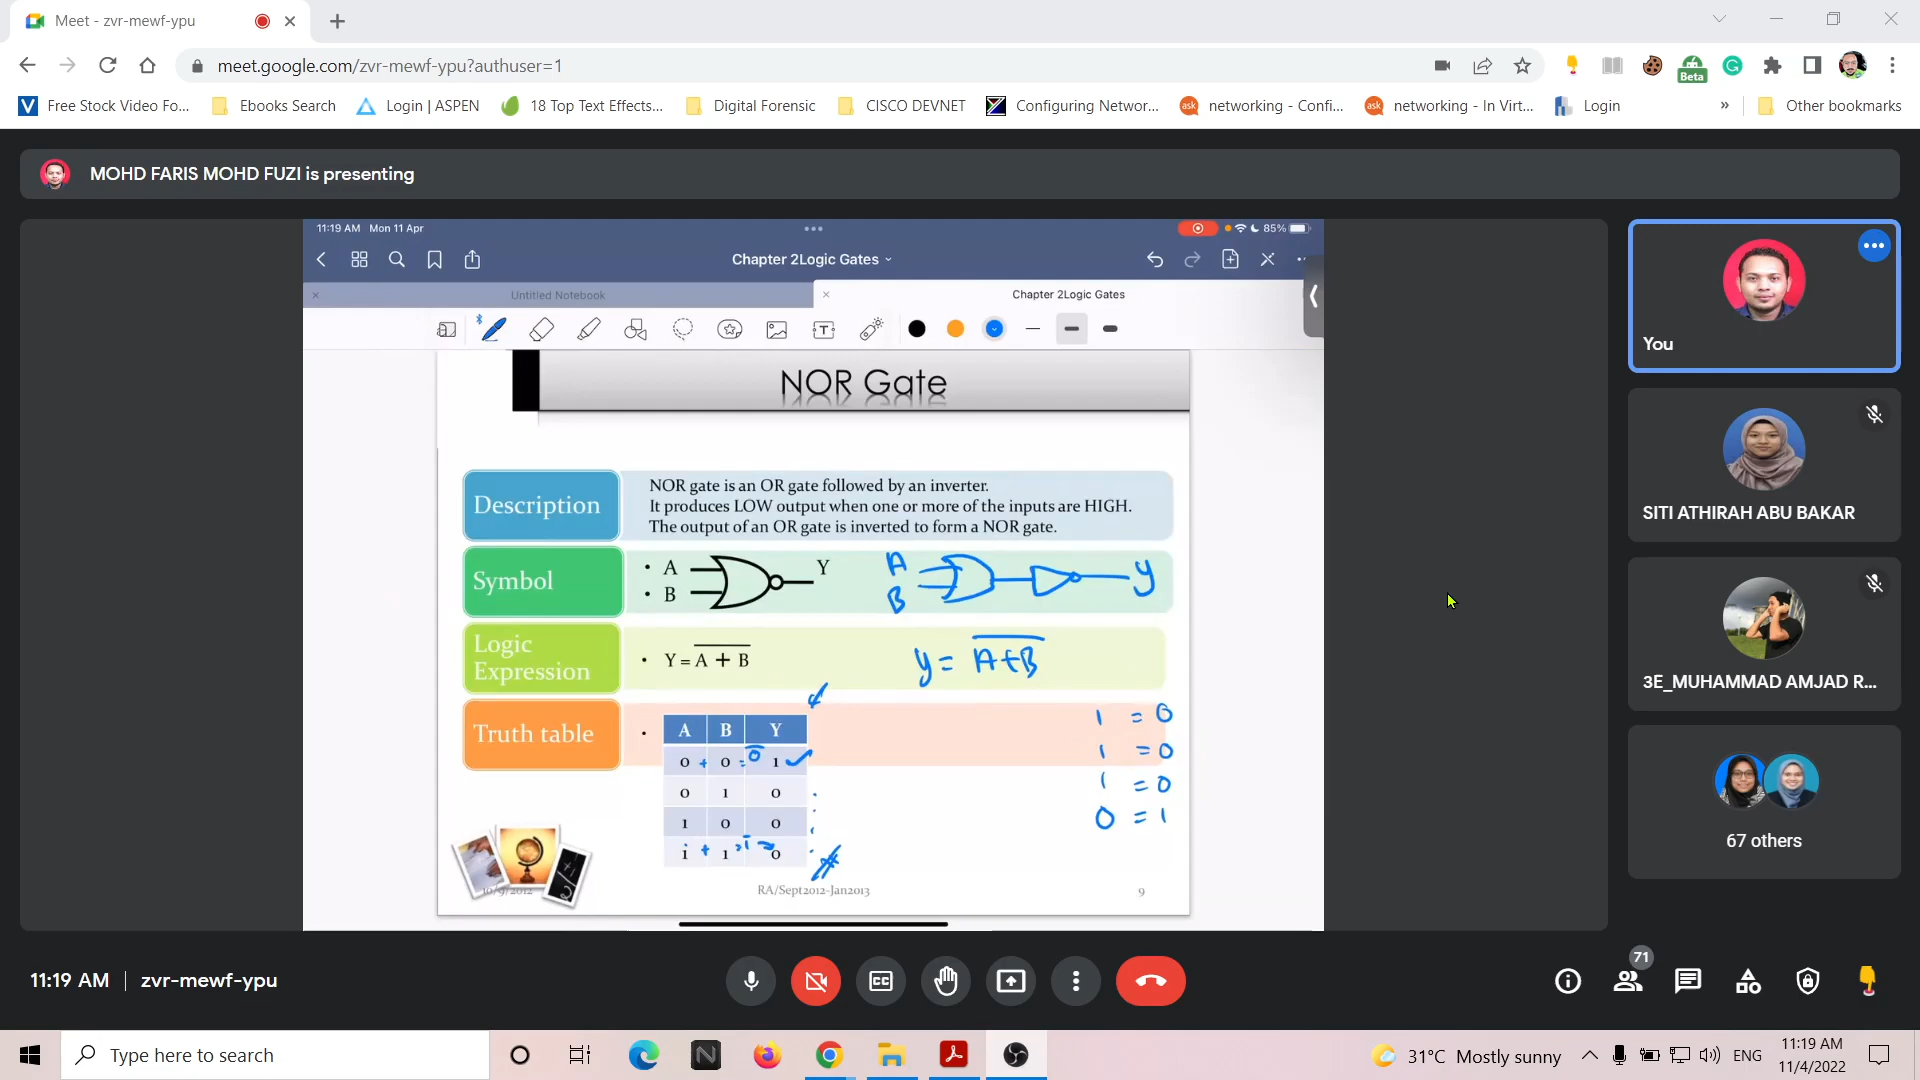 Meet - zvr-mewf-ypu
meet.google.com/zvr-mewf-ypu?authuser=1
Beta
Free Stock Video Fo...
Ebooks Search
Login | ASPEN
18 Top Text Effects...
Digital Forensic
CISCO DEVNET
Configuring Networ...
ask
networking - Confi...
ask
networking - In Virt...
Login
»
Other bookmarks
MOHD FARIS MOHD FUZI is presenting
11:19 AM Mon 11 Apr
85%
Chapter 2Logic Gates
Untitled Notebook
Chapter 2Logic Gates
NOR Gate
Description
NOR gate is an OR gate followed by an inverter.
It produces LOW output when one or more of the inputs are HIGH.
The output of an OR gate is inverted to form a NOR gate.
Symbol
• A
• B
Y
A
B
y
Logic
Expression
• Y = A + B
y = A+B
Truth table
•
A B Y
0 + 0 = 0 1
0 1 0
1 0 0
1 + 1 0
1 = 0
1 = 0
1 = 0
0 = 1
10/9/2012
RA/Sept2012-Jan2013
9
You
SITI ATHIRAH ABU BAKAR
3E_MUHAMMAD AMJAD R...
67 others
11:19 AM | zvr-mewf-ypu
CC
71
Type here to search
31°C Mostly sunny
ENG
11:19 AM
11/4/2022